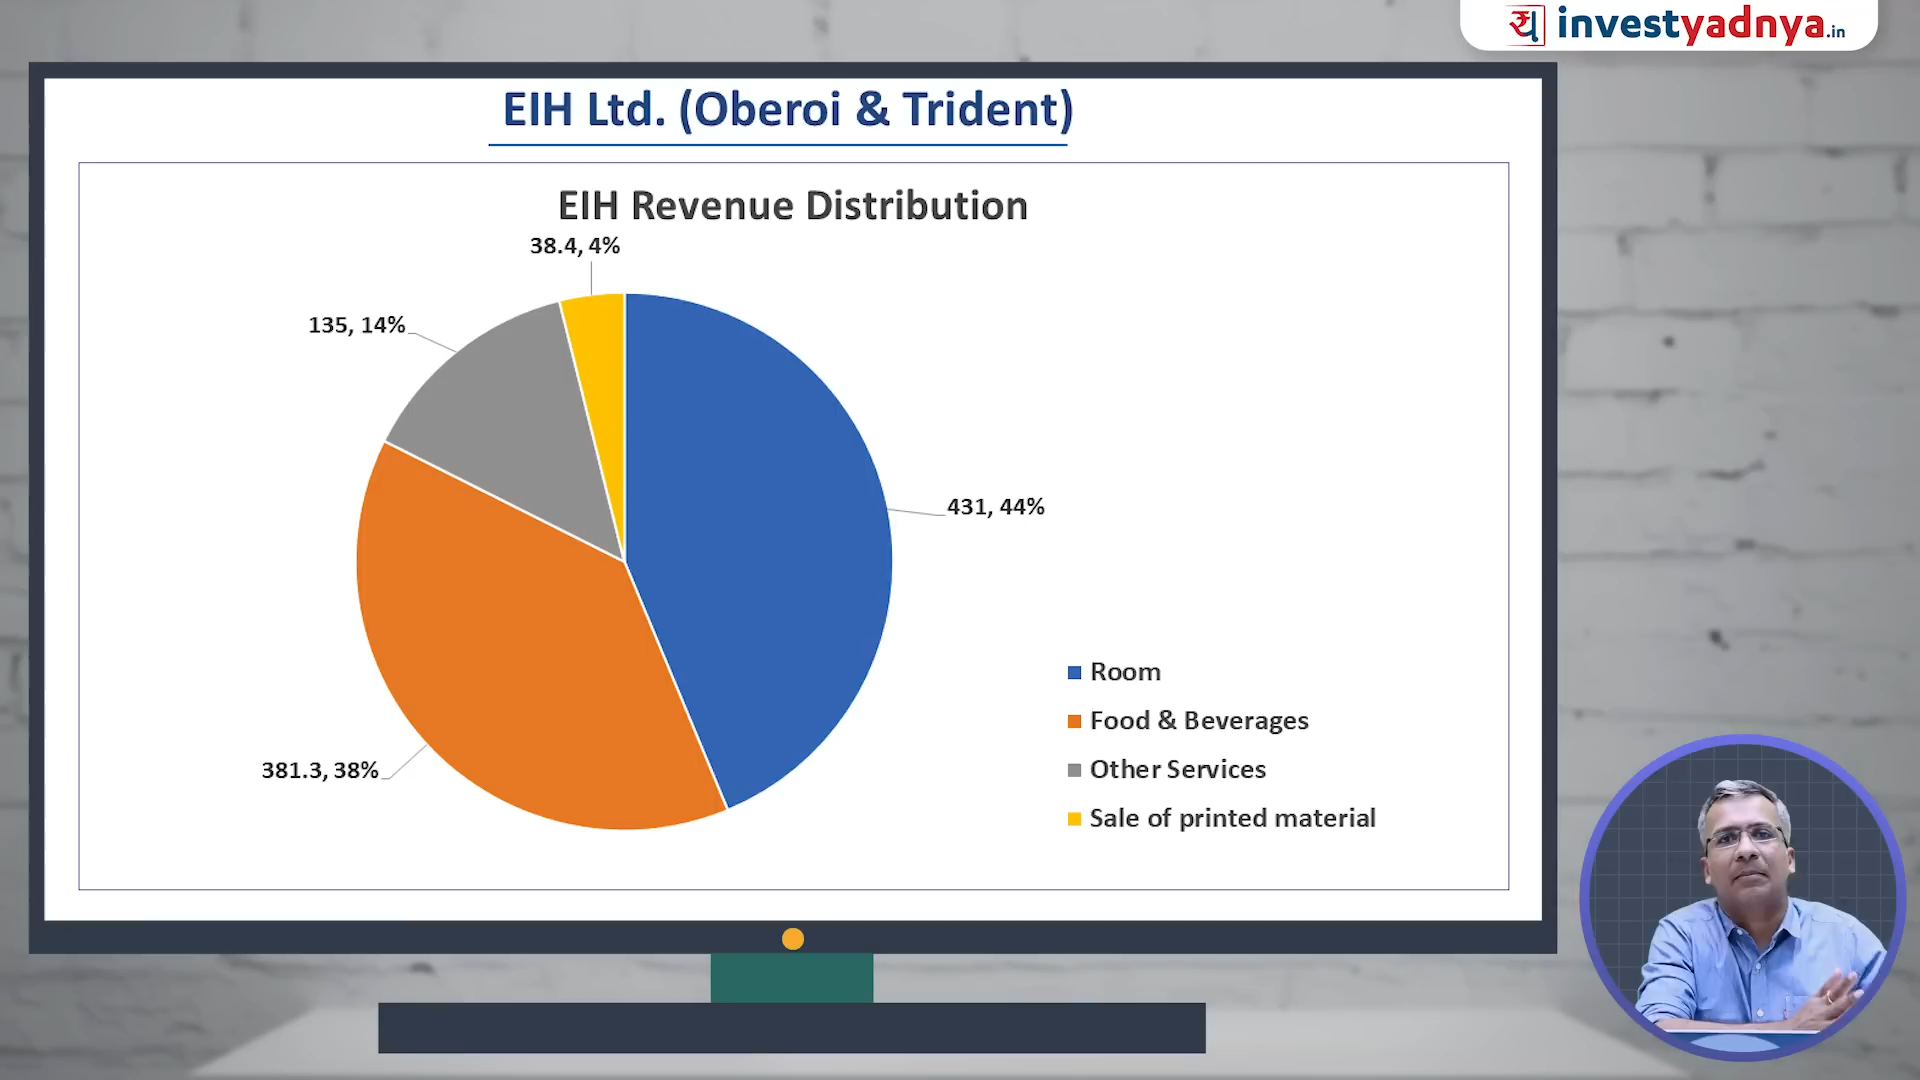 यु investyadnya.in
EIH Ltd. (Oberoi & Trident)
EIH Revenue Distribution
38.4, 4%
135, 14%
431, 44%
381.3, 38%
Room
Food & Beverages
Other Services
Sale of printed material